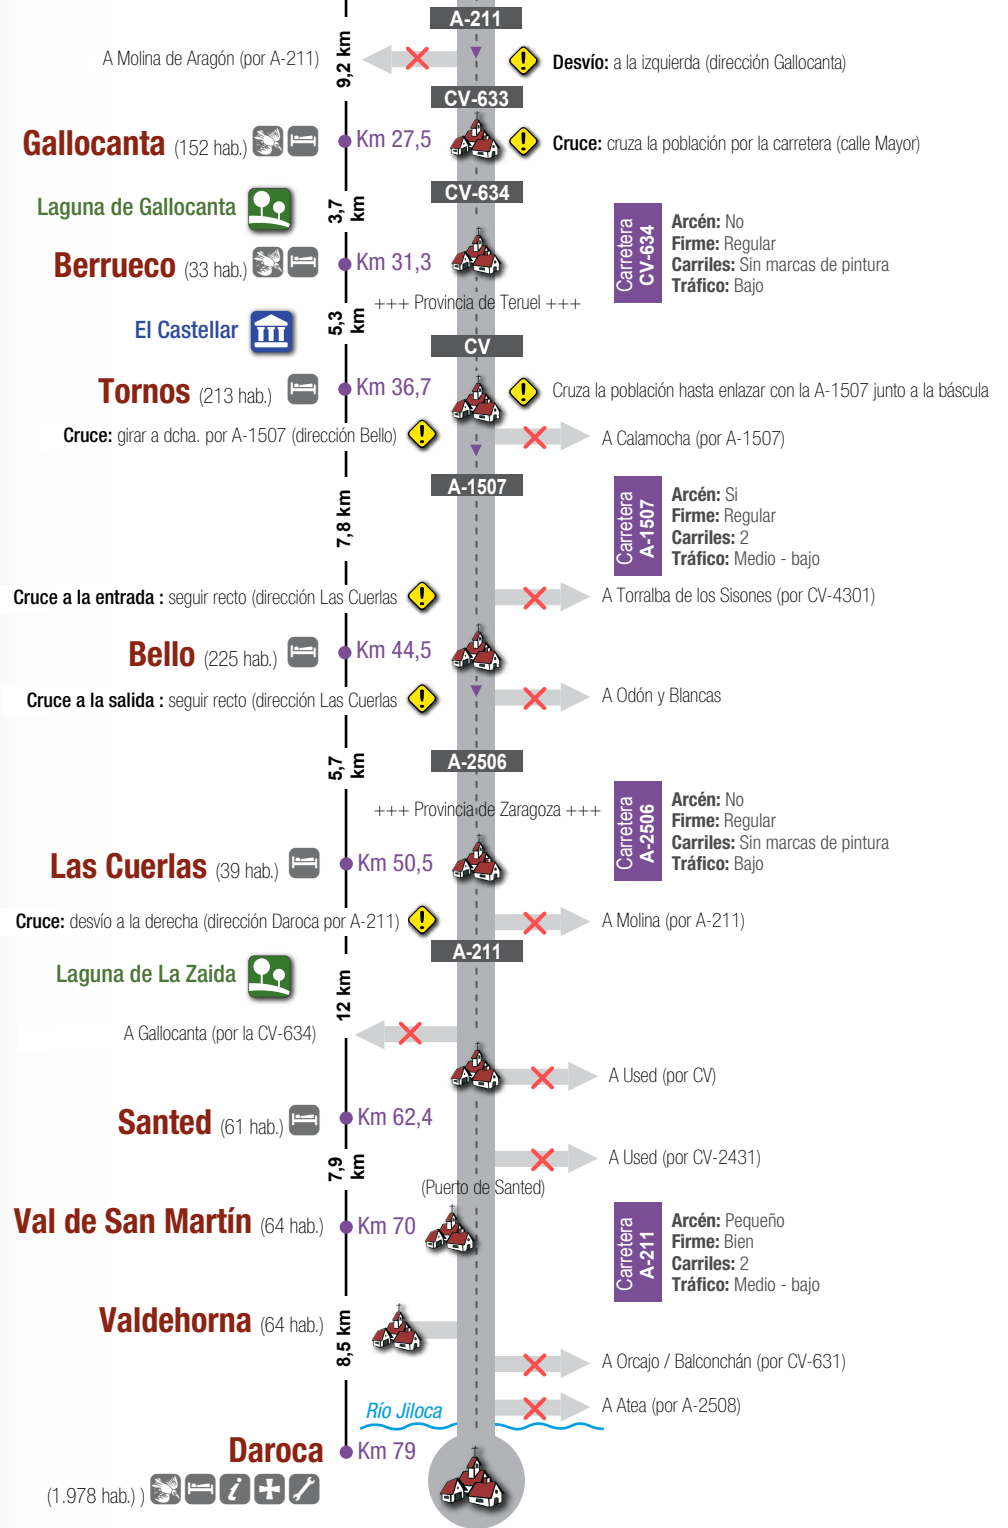 A-211
9,2 km
A Molina de Aragón (por A-211)
Desvío: a la izquierda (dirección Gallocanta)
CV-633
Gallocanta (152 hab.)
Km 27,5
Cruce: cruza la población por la carretera (calle Mayor)
CV-634
Laguna de Gallocanta
3,7 km
Carretera CV-634
Arcén: No
Firme: Regular
Carriles: Sin marcas de pintura
Tráfico: Bajo
Berrueco (33 hab.)
Km 31,3
+++ Provincia de Teruel +++
El Castellar
5,3 km
CV
Tornos (213 hab.)
Km 36,7
Cruza la población hasta enlazar con la A-1507 junto a la báscula
Cruce: girar a dcha. por A-1507 (dirección Bello)
A Calamocha (por A-1507)
A-1507
7,8 km
Carretera A-1507
Arcén: Si
Firme: Regular
Carriles: 2
Tráfico: Medio - bajo
Cruce a la entrada : seguir recto (dirección Las Cuerlas
A Torralba de los Sisones (por CV-4301)
Bello (225 hab.)
Km 44,5
Cruce a la salida : seguir recto (dirección Las Cuerlas
A Odón y Blancas
5,7 km
A-2506
+++ Provincia de Zaragoza +++
Carretera A-2506
Arcén: No
Firme: Regular
Carriles: Sin marcas de pintura
Tráfico: Bajo
Las Cuerlas (39 hab.)
Km 50,5
Cruce: desvío a la derecha (dirección Daroca por A-211)
A Molina (por A-211)
A-211
Laguna de La Zaida
12 km
A Gallocanta (por la CV-634)
A Used (por CV)
Santed (61 hab.)
Km 62,4
7,9 km
A Used (por CV-2431)
(Puerto de Santed)
Val de San Martín (64 hab.)
Km 70
Carretera A-211
Arcén: Pequeño
Firme: Bien
Carriles: 2
Tráfico: Medio - bajo
Valdehorna (64 hab.)
8,5 km
A Orcajo / Balconchán (por CV-631)
A Atea (por A-2508)
Río Jiloca
Daroca
Km 79
(1.978 hab.) )